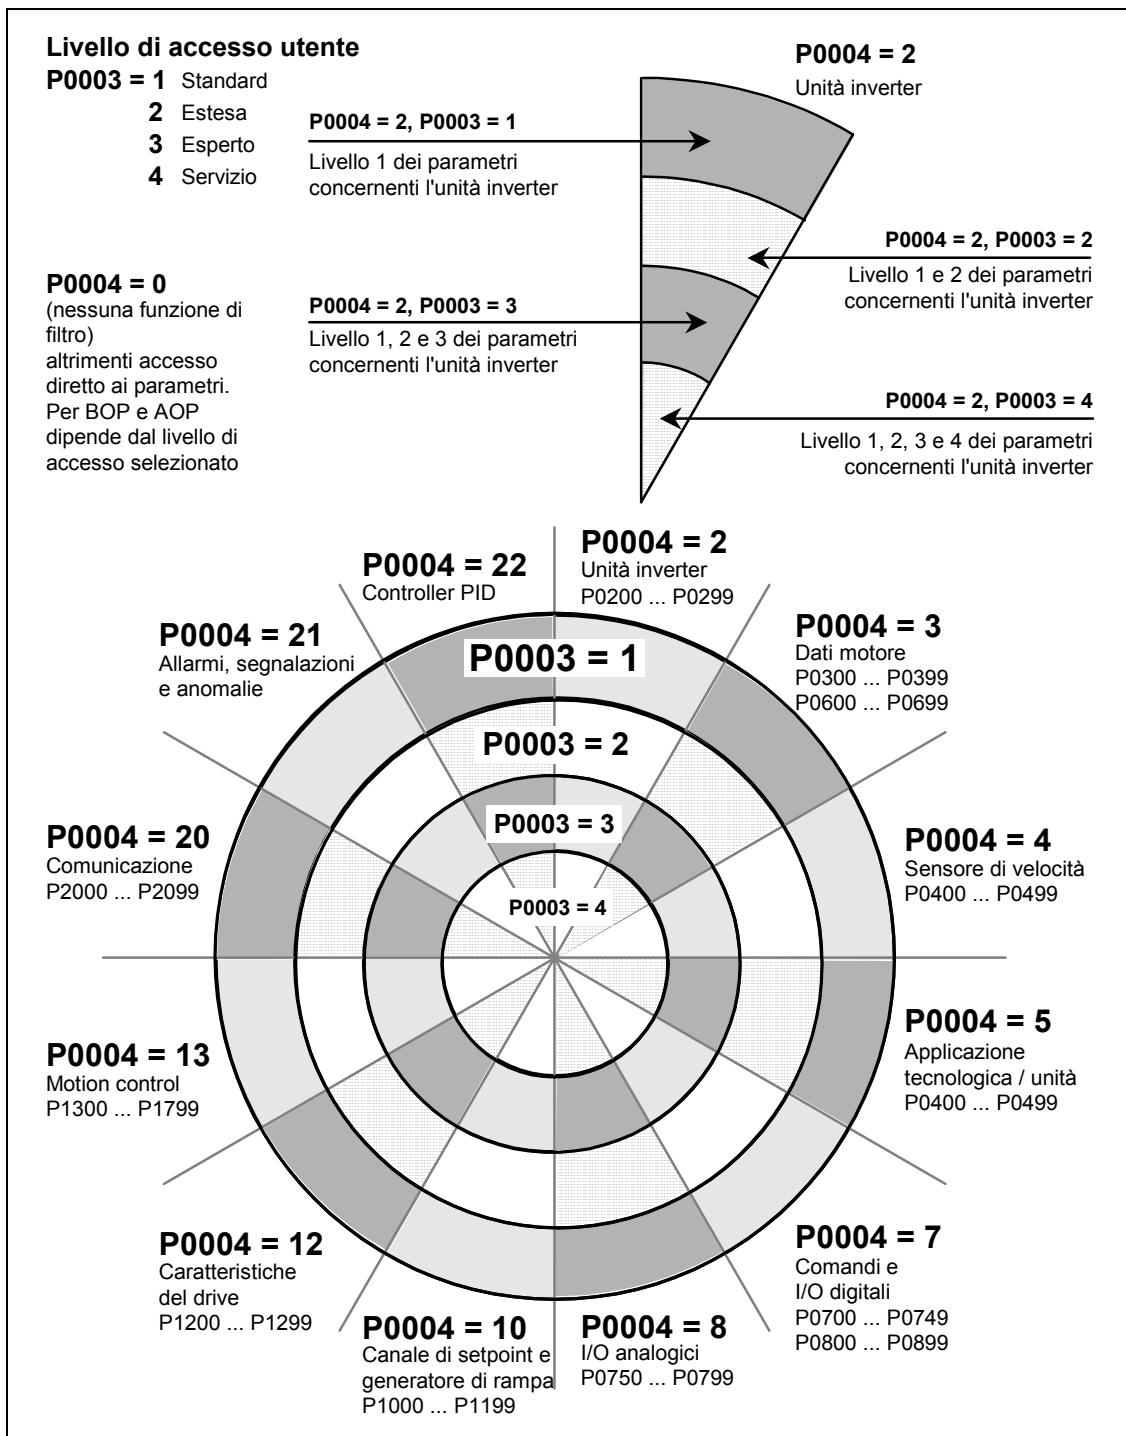 Livello di accesso utente
P0003 = 1 Standard
2 Estesa
3 Esperto
4 Servizio
P0004 = 2
Unità inverter
P0004 = 2, P0003 = 1
Livello 1 dei parametri
concernenti l'unità inverter
P0004 = 2, P0003 = 2
Livello 1 e 2 dei parametri
concernenti l'unità inverter
P0004 = 0
(nessuna funzione di
filtro)
altrimenti accesso
diretto ai parametri.
Per BOP e AOP
dipende dal livello di
accesso selezionato
P0004 = 2, P0003 = 3
Livello 1, 2 e 3 dei parametri
concernenti l'unità inverter
P0004 = 2, P0003 = 4
Livello 1, 2, 3 e 4 dei parametri
concernenti l'unità inverter
P0004 = 22
Controller PID
P0004 = 2
Unità inverter
P0200 ... P0299
P0004 = 21
Allarmi, segnalazioni
e anomalie
P0004 = 3
Dati motore
P0300 ... P0399
P0600 ... P0699
P0003 = 1
P0003 = 2
P0003 = 3
P0003 = 4
P0004 = 20
Comunicazione
P2000 ... P2099
P0004 = 4
Sensore di velocità
P0400 ... P0499
P0004 = 13
Motion control
P1300 ... P1799
P0004 = 5
Applicazione
tecnologica / unità
P0400 ... P0499
P0004 = 12
Caratteristiche
del drive
P1200 ... P1299
P0004 = 7
Comandi e
I/O digitali
P0700 ... P0749
P0800 ... P0899
P0004 = 10
Canale di setpoint e
generatore di rampa
P1000 ... P1199
P0004 = 8
I/O analogici
P0750 ... P0799